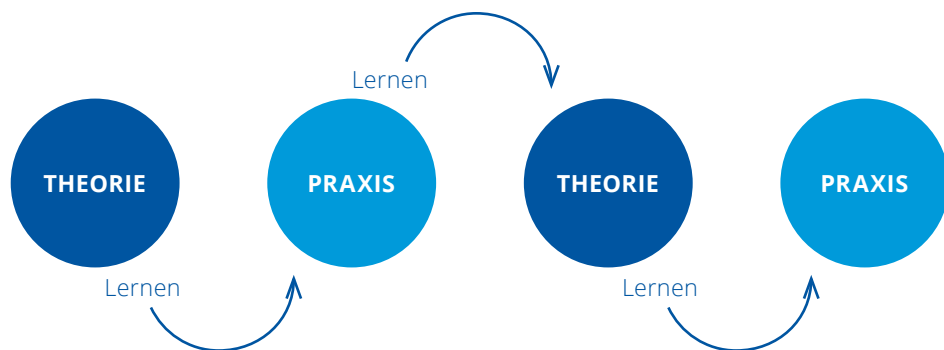 Lernen
THEORIE
PRAXIS
THEORIE
PRAXIS
Lernen
Lernen